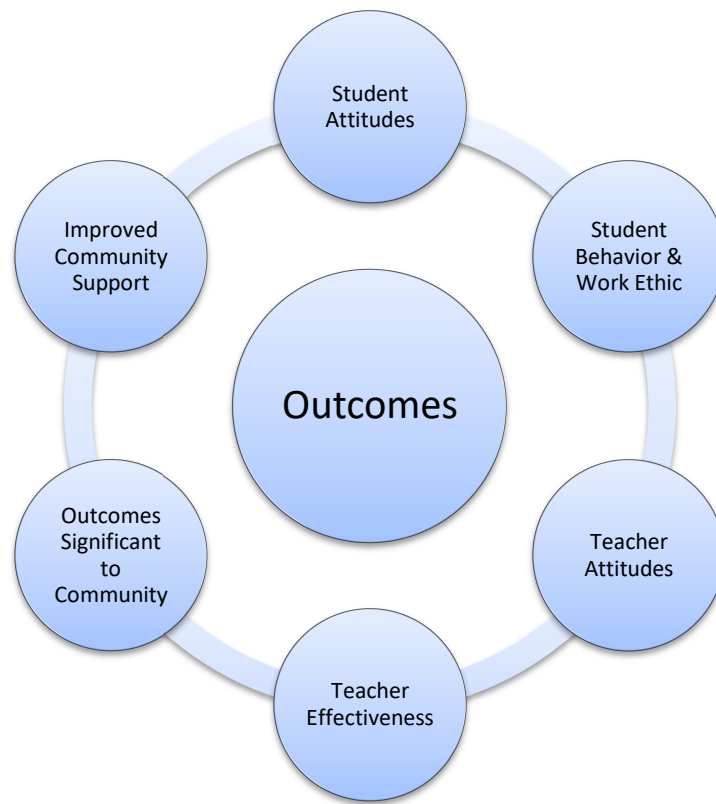 Student
Attitudes
Student
Behavior &
Work Ethic
Teacher
Attitudes
Teacher
Effectiveness
Outcomes
Significant
to
Community
Improved
Community
Support
Outcomes